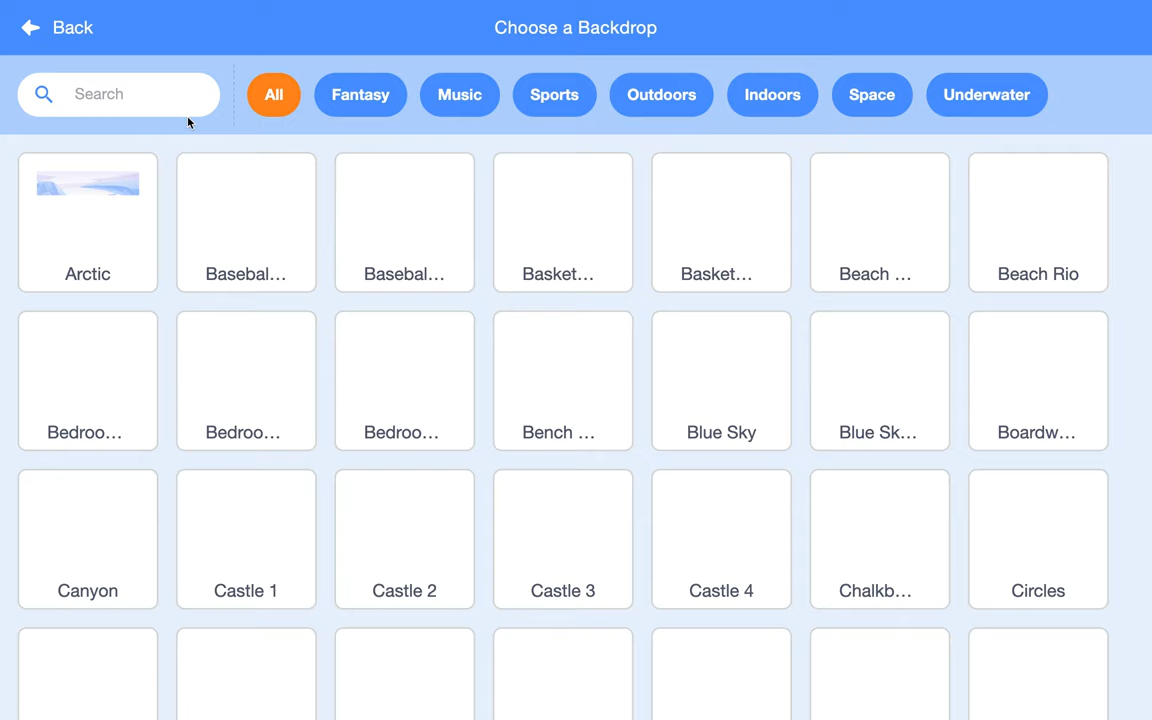 Back
Choose a Backdrop
Search
All
Fantasy
Music
Sports
Outdoors
Indoors
Space
Underwater
Arctic
Basebal...
Basebal...
Basket...
Basket...
Beach ...
Beach Rio
Bedroo...
Bedroo...
Bedroo...
Bench ...
Blue Sky
Blue Sk...
Boardw...
Canyon
Castle 1
Castle 2
Castle 3
Castle 4
Chalkb...
Circles